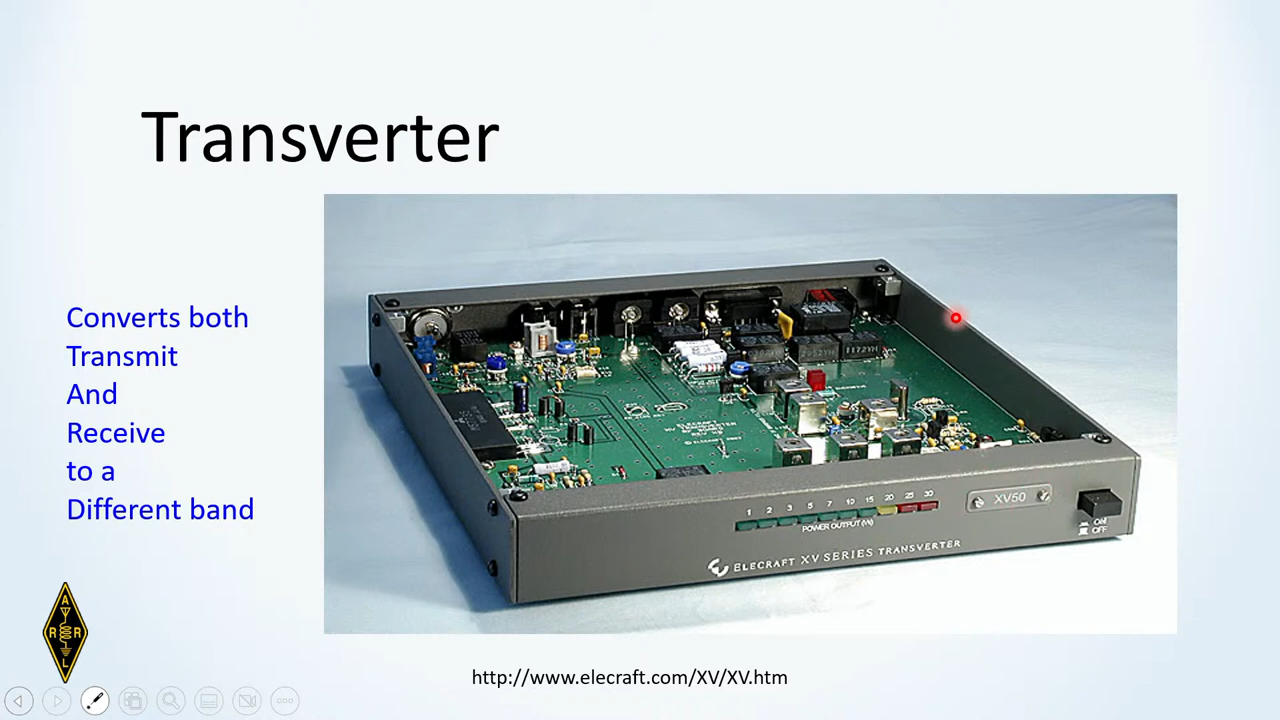 Transverter
Converts both
Transmit
And
Receive
to a
Different band
1 2 3 5 7 10 15 20 25 30
POWER OUTPUT (W)
XV50
ON
OFF
ELECRAFT XV SERIES TRANSVERTER
A
R R
L
http://www.elecraft.com/XV/XV.htm